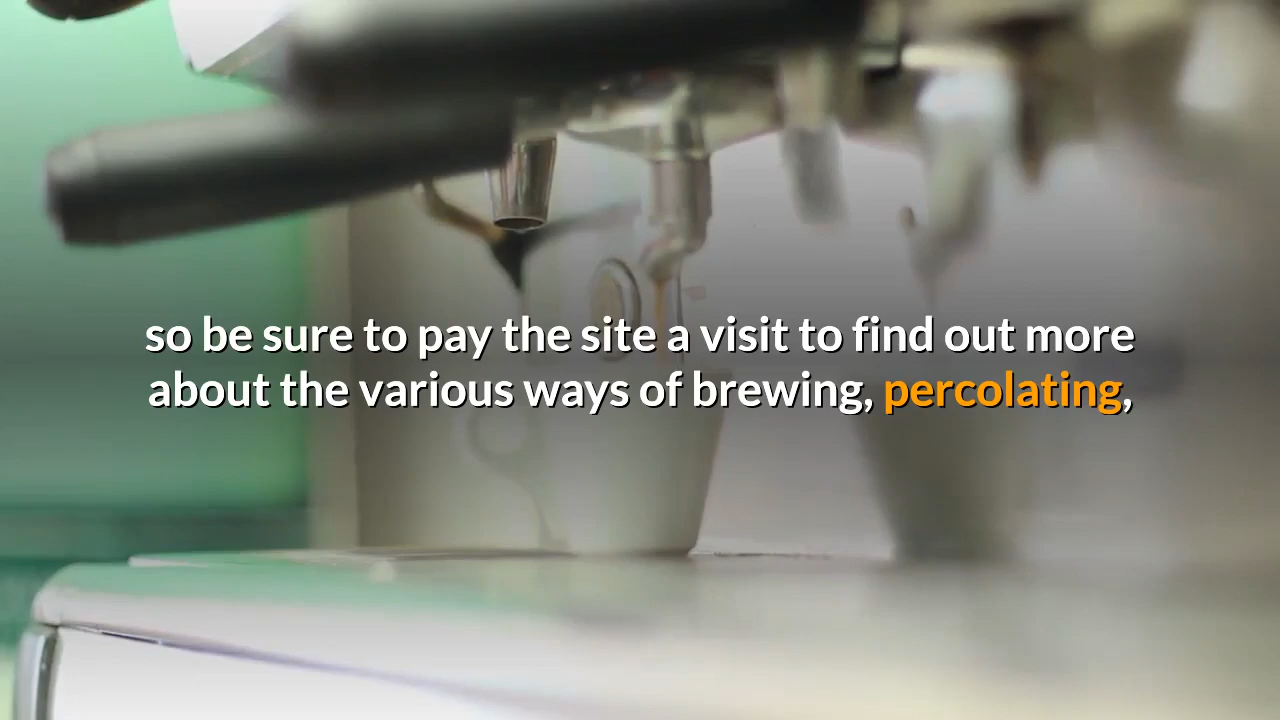 so be sure to pay the site a visit to find out more
about the various ways of brewing, percolating,